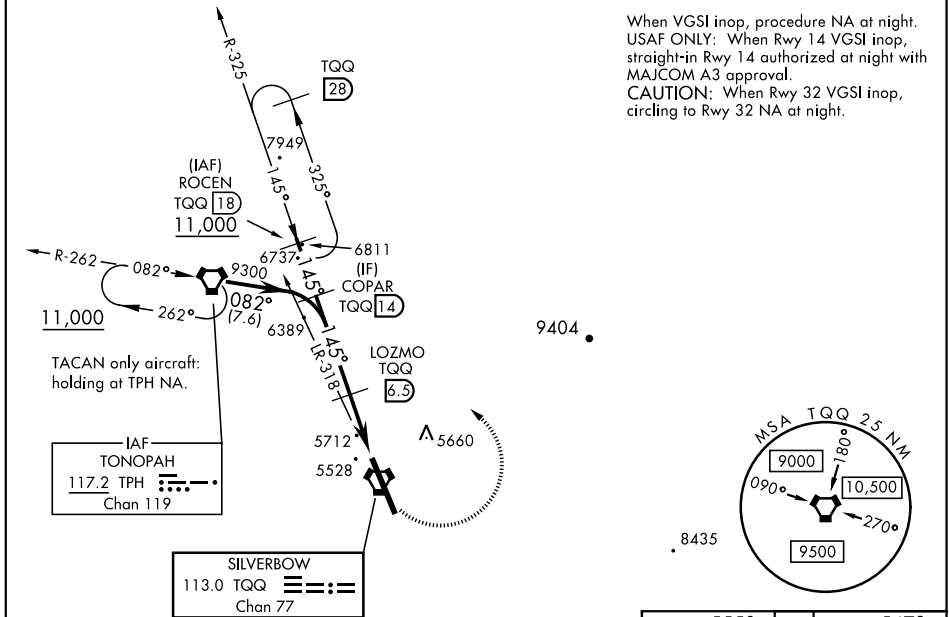 When VGSI inop, procedure NA at night.
USAF ONLY: When Rwy 14 VGSI inop,
straight-in Rwy 14 authorized at night with
MAJCOM A3 approval.
CAUTION: When Rwy 32 VGSI inop,
circling to Rwy 32 NA at night.
R-325
TQQ
28
7949
145°
325°
(IAF)
ROCEN
TQQ 18
11,000
6737
6811
145°
(IF)
COPAR
TQQ 14
R-262
082°
9300
082°
(7.6)
262°
11,000
6389
LR-318
145°
9404
TACAN only aircraft:
holding at TPH NA.
LOZMO
TQQ
6.5
5712
5528
5660
IAF
TONOPAH
117.2 TPH
Chan 119
SILVERBOW
113.0 TQQ
Chan 77
MSA TQQ 25 NM
180°
9000
090°
10,500
270°
9500
8435